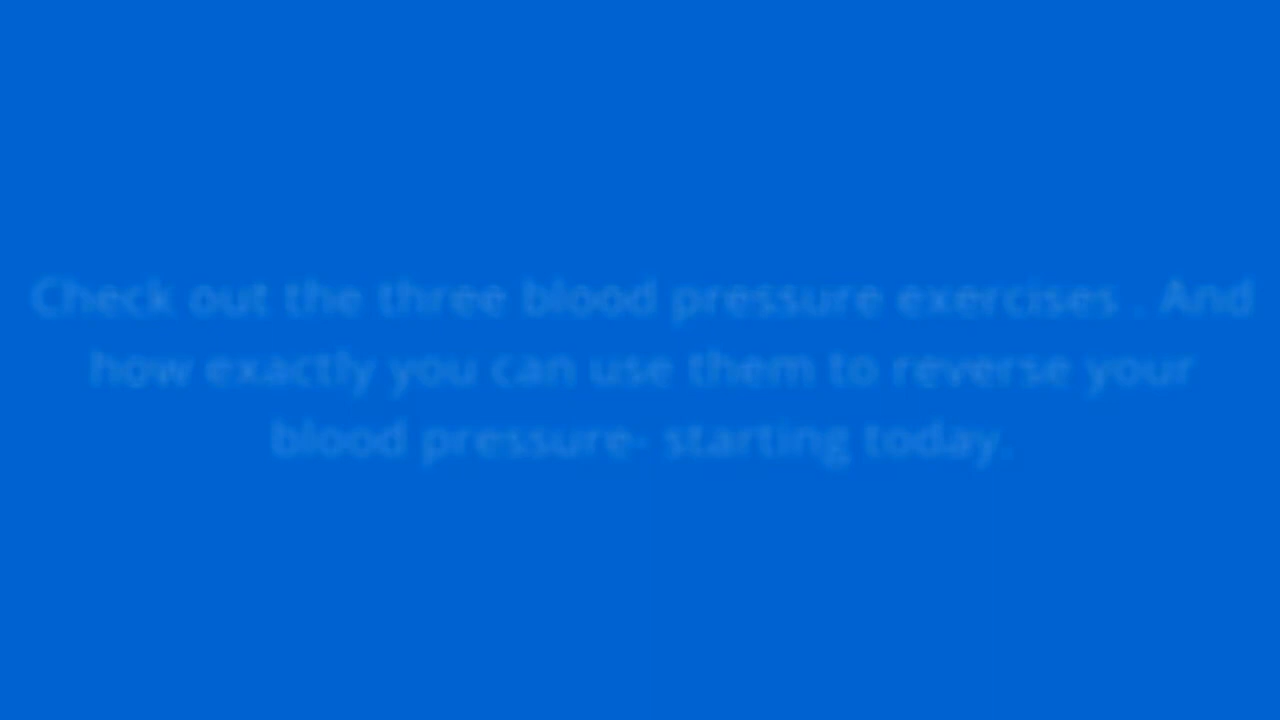 Check out the three blood pressure exercises . And
how exactly you can use them to reverse your
blood pressure- starting today.